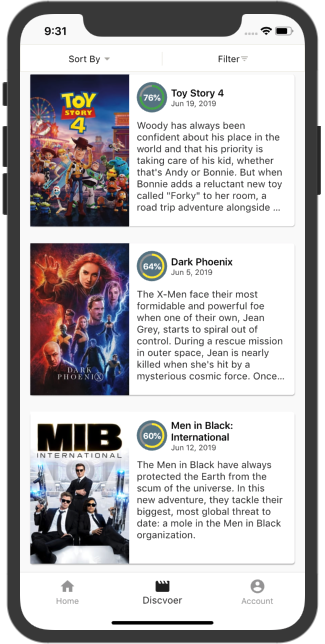 9:31
Sort By
Filter
TOY
STORY
4
76%
Toy Story 4
Jun 19, 2019
Woody has always been
confident about his place in the
world and that his priority is
taking care of his kid, whether
that's Andy or Bonnie. But when
Bonnie adds a reluctant new toy
called "Forky" to her room, a
road trip adventure alongside ...
DARK
PHOENIX
64%
Dark Phoenix
Jun 5, 2019
The X-Men face their most
formidable and powerful foe
when one of their own, Jean
Grey, starts to spiral out of
control. During a rescue mission
in outer space, Jean is nearly
killed when she's hit by a
mysterious cosmic force. Once...
MIB
INTERNATIONAL
60%
Men in Black:
International
Jun 12, 2019
The Men in Black have always
protected the Earth from the
scum of the universe. In this
new adventure, they tackle their
biggest, most global threat to
date: a mole in the Men in Black
organization.
Home
Discvoer
Account